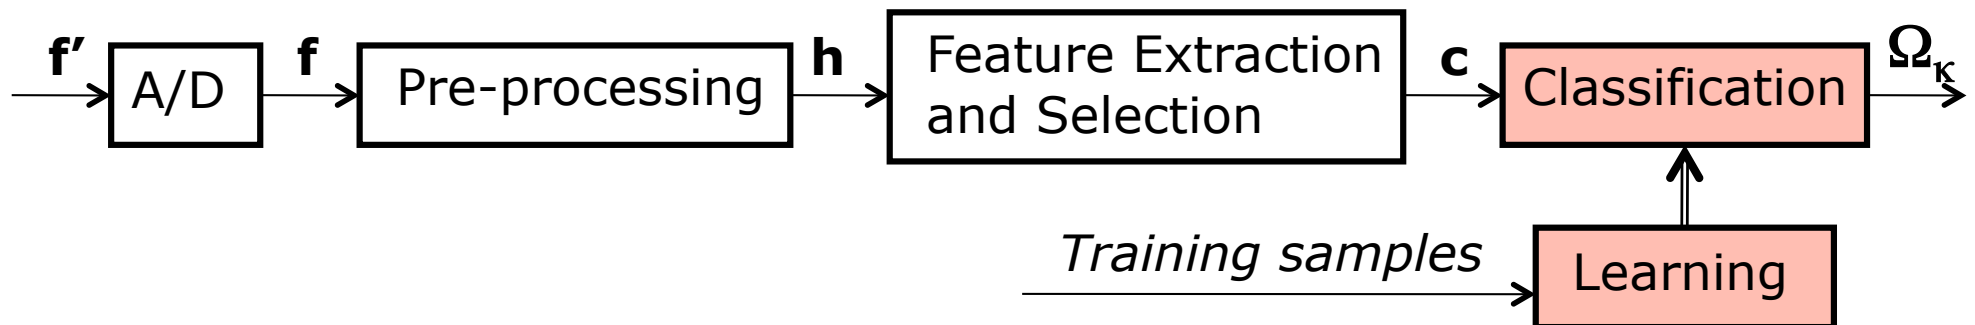 f′
A/D
f
Pre-processing
h
Feature Extraction
and Selection
c
Classification
Ωκ
Training samples
Learning